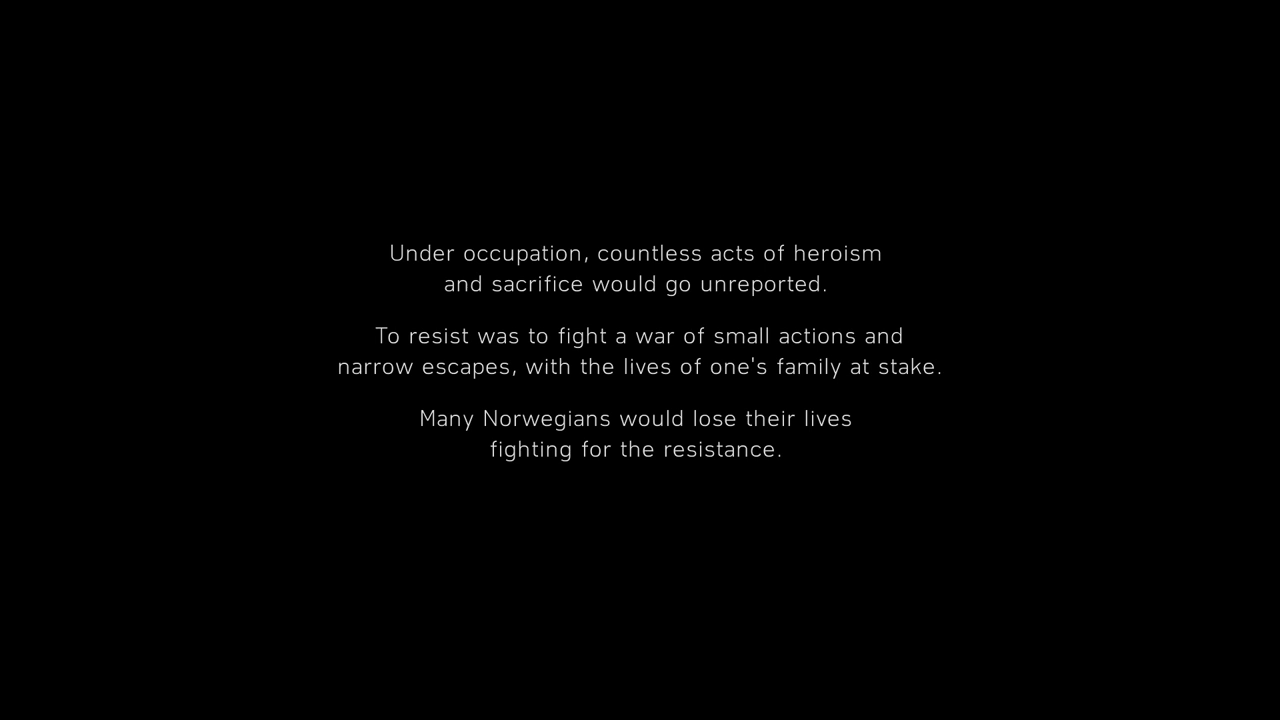 Under occupation, countless acts of heroism
and sacrifice would go unreported.
To resist was to fight a war of small actions and
narrow escapes, with the lives of one's family at stake.
Many Norwegians would lose their lives
fighting for the resistance.